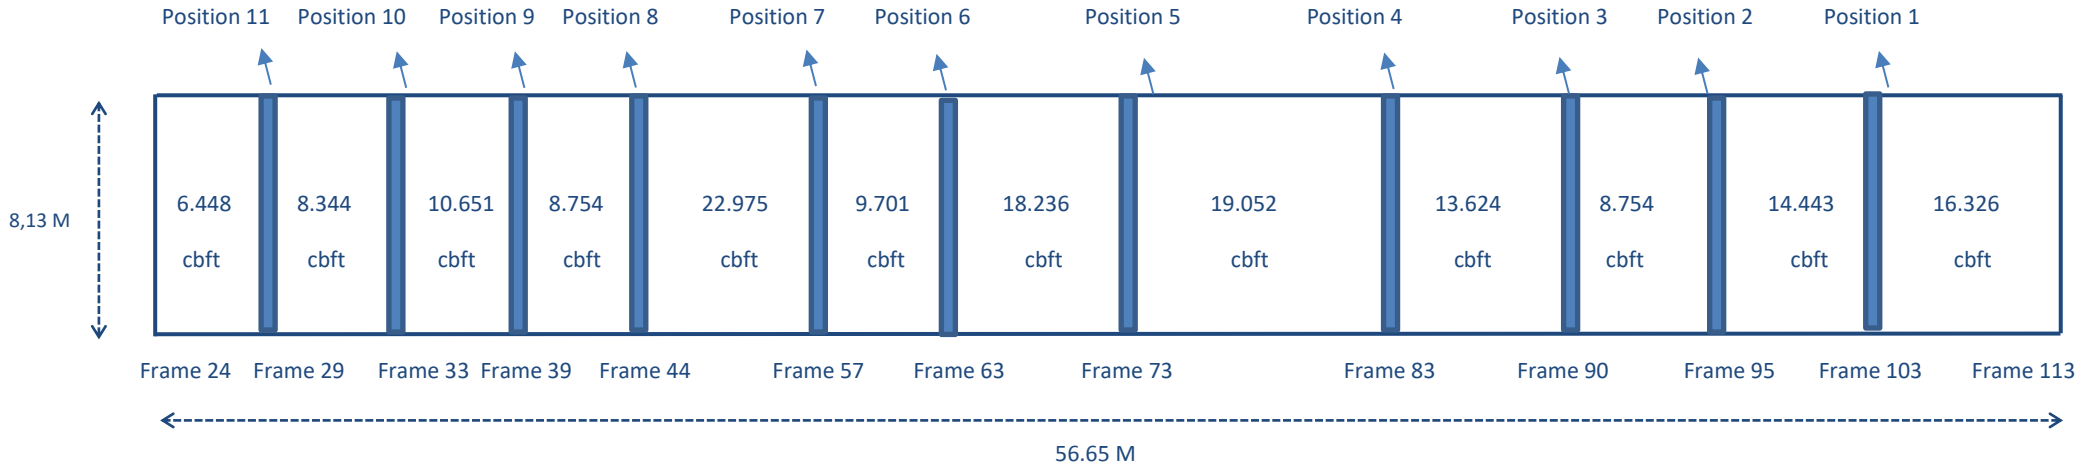 Position 11 Position 10 Position 9 Position 8 Position 7 Position 6 Position 5 Position 4 Position 3 Position 2 Position 1
8,13 M
6.448 8.344 10.651 8.754 22.975 9.701 18.236 19.052 13.624 8.754 14.443 16.326
cbft cbft cbft cbft cbft cbft cbft cbft cbft cbft cbft cbft
Frame 24 Frame 29 Frame 33 Frame 39 Frame 44 Frame 57 Frame 63 Frame 73 Frame 83 Frame 90 Frame 95 Frame 103 Frame 113
56.65 M